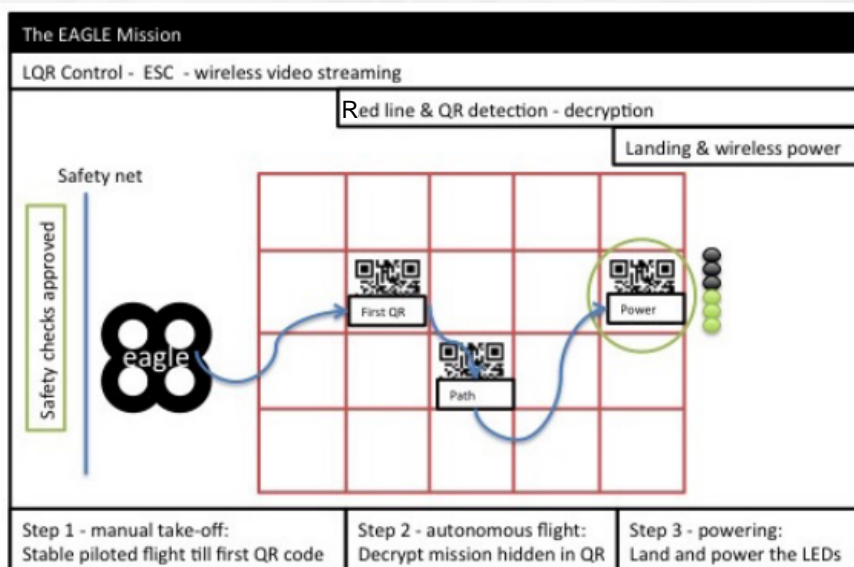 The EAGLE Mission
LQR Control - ESC - wireless video streaming
Red line & QR detection - decryption
Landing & wireless power
Safety net
Safety checks approved
eagle
First QR
Path
Power
Step 1 - manual take-off:
Stable piloted flight till first QR code
Step 2 - autonomous flight:
Decrypt mission hidden in QR
Step 3 - powering:
Land and power the LEDs